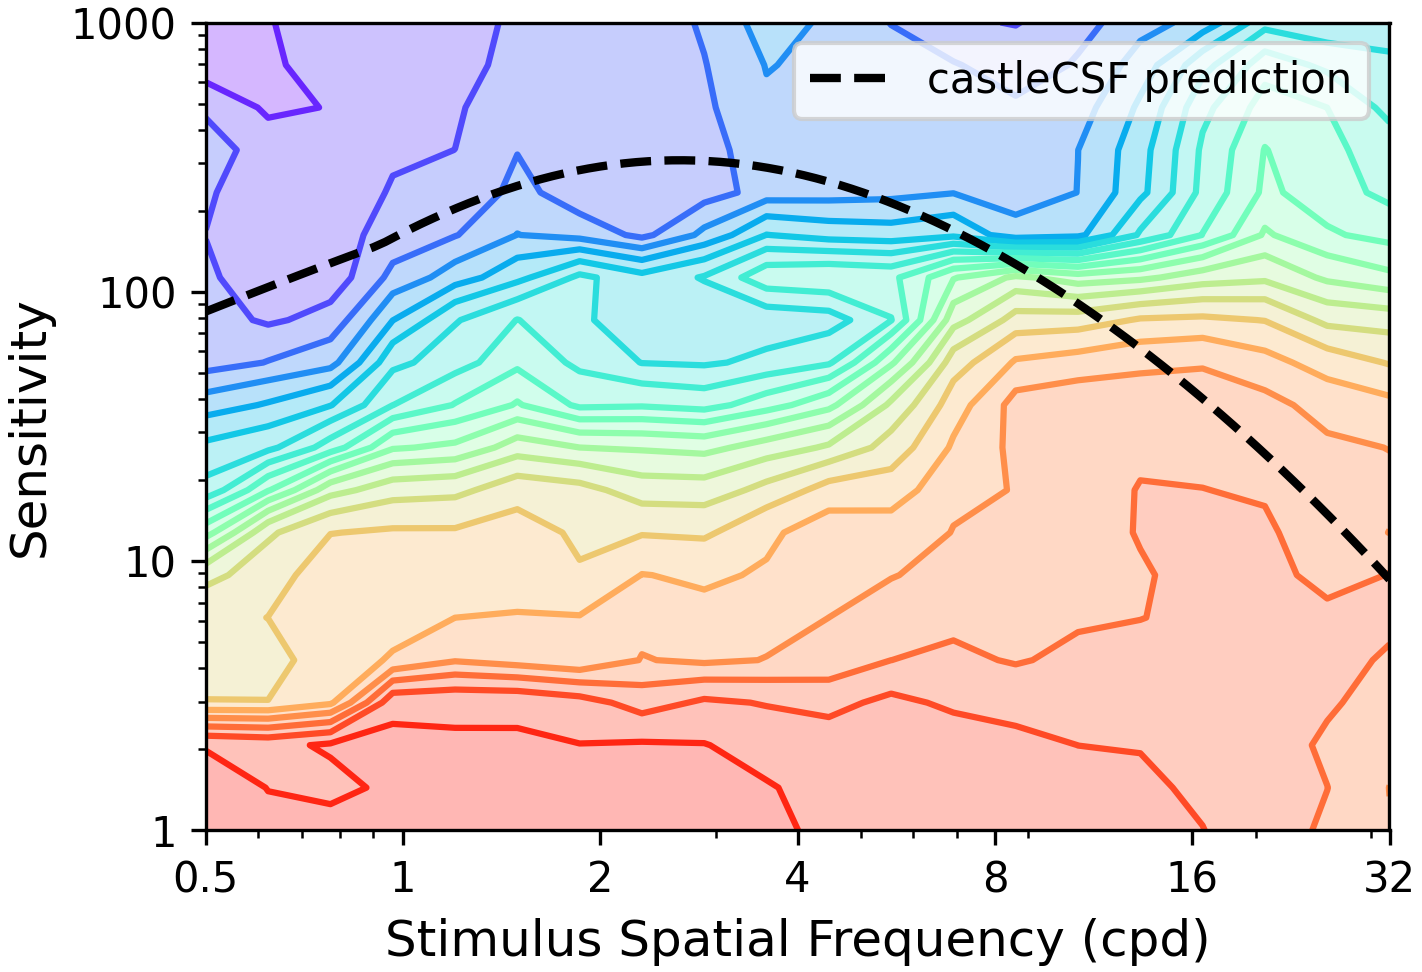 1000
100
10
1
Sensitivity
castleCSF prediction
0.5 1 2 4 8 16 32
Stimulus Spatial Frequency (cpd)